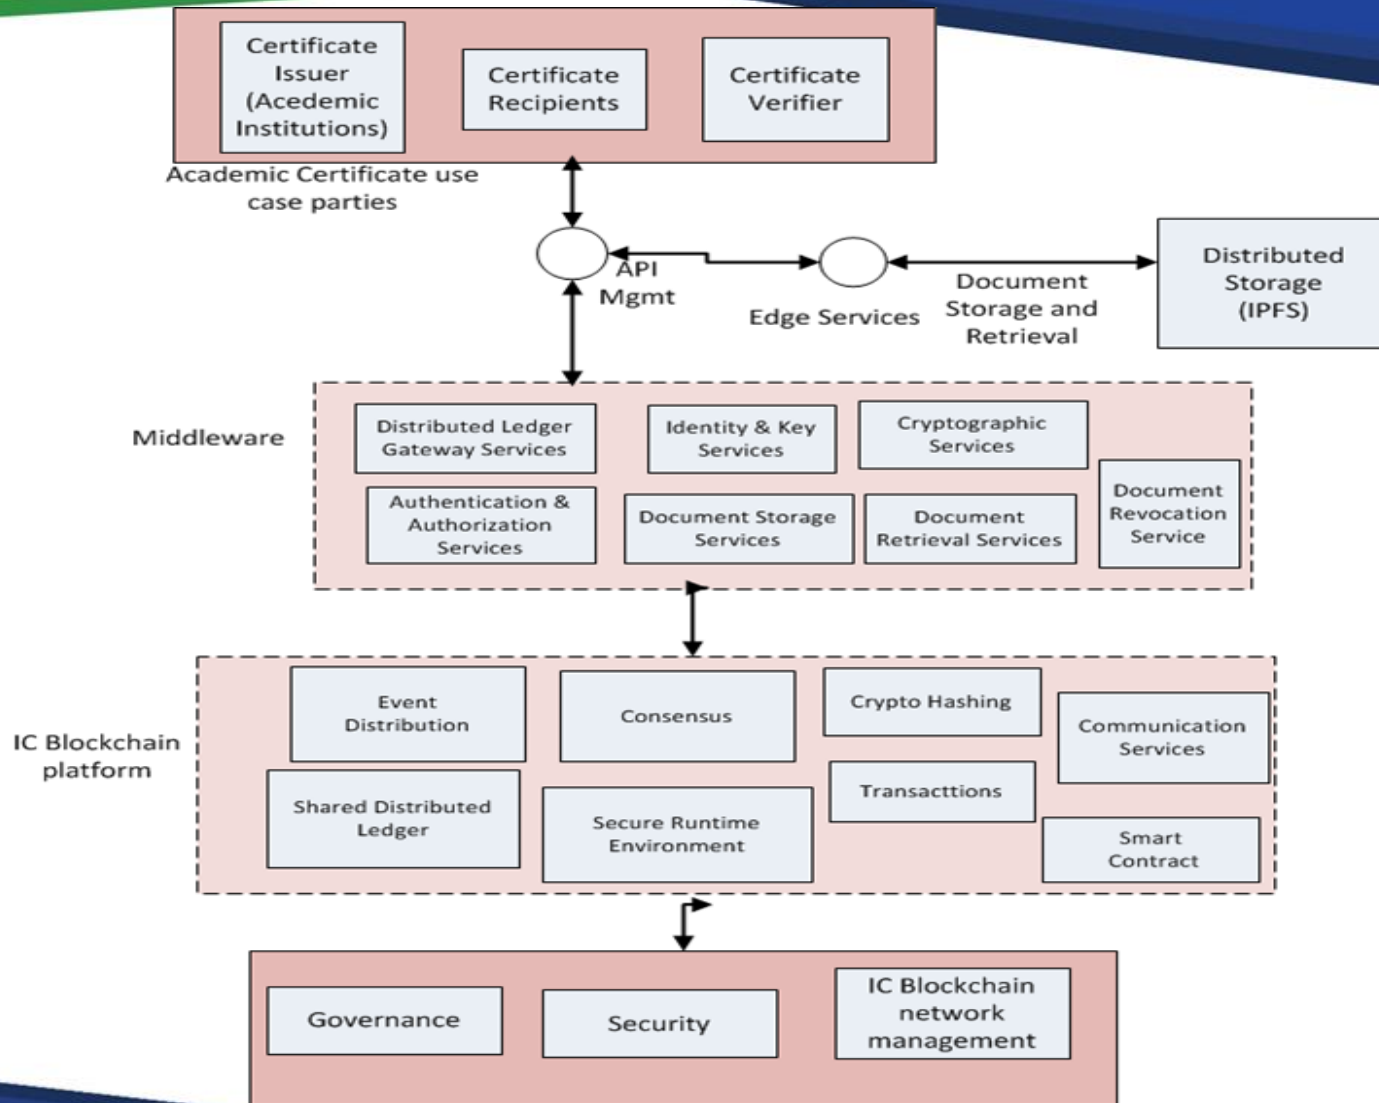 Certificate
Issuer
(Acedemic
Institutions)
Certificate
Recipients
Certificate
Verifier
Academic Certificate use
case parties
API
Mgmt
Edge Services
Document
Storage and
Retrieval
Distributed
Storage
(IPFS)
Middleware
Distributed Ledger
Gateway Services
Identity & Key
Services
Cryptographic
Services
Authentication &
Authorization
Services
Document Storage
Services
Document
Retrieval Services
Document
Revocation
Service
IC Blockchain
platform
Event
Distribution
Consensus
Crypto Hashing
Communication
Services
Shared Distributed
Ledger
Secure Runtime
Environment
Transacttions
Smart
Contract
Governance
Security
IC Blockchain
network
management